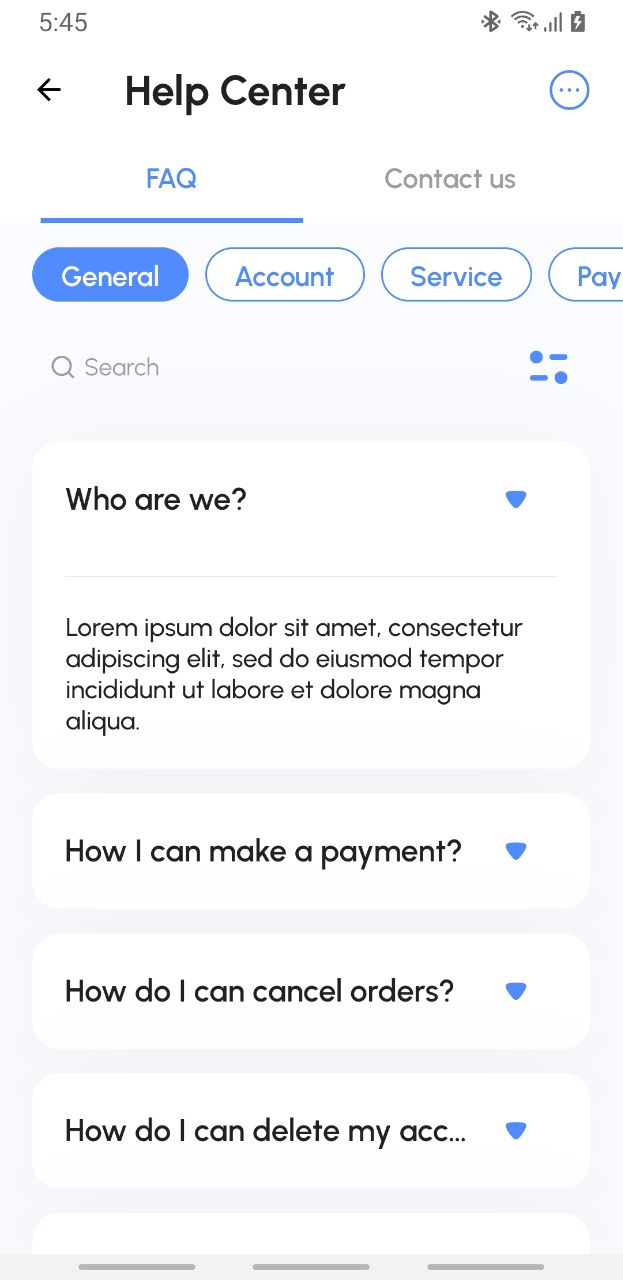 5:45
Help Center
FAQ
Contact us
General
Account
Service
Pay
Search
Who are we?
Lorem ipsum dolor sit amet, consectetur
adipiscing elit, sed do eiusmod tempor
incididunt ut labore et dolore magna
aliqua.
How I can make a payment?
How do I can cancel orders?
How do I can delete my acc...